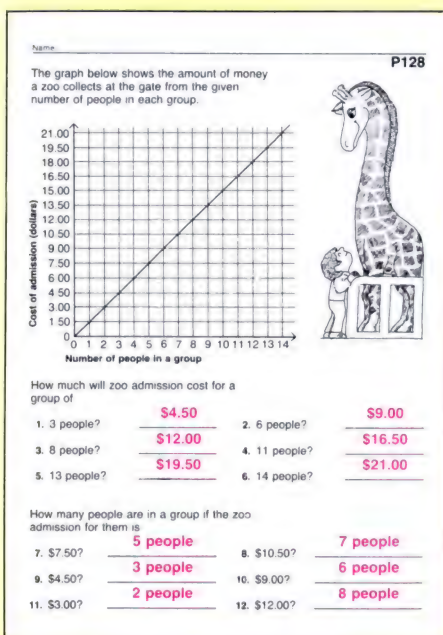 Name
P128
The graph below shows the amount of money
a zoo collects at the gate from the given
number of people in each group.
21.00
19.50
18.00
16.50
15.00
13.50
12.00
10.50
9.00
7.50
6.00
4.50
3.00
1.50
0
Cost of admission (dollars)
0 1 2 3 4 5 6 7 8 9 10 11 12 13 14
Number of people in a group
How much will zoo admission cost for a
group of
1. 3 people? $4.50 2. 6 people? $9.00
3. 8 people? $12.00 4. 11 people? $16.50
5. 13 people? $19.50 6. 14 people? $21.00
How many people are in a group if the zoo
admission for them is
7. $7.50? 5 people 8. $10.50? 7 people
9. $4.50? 3 people 10. $9.00? 6 people
11. $3.00? 2 people 12. $12.00? 8 people